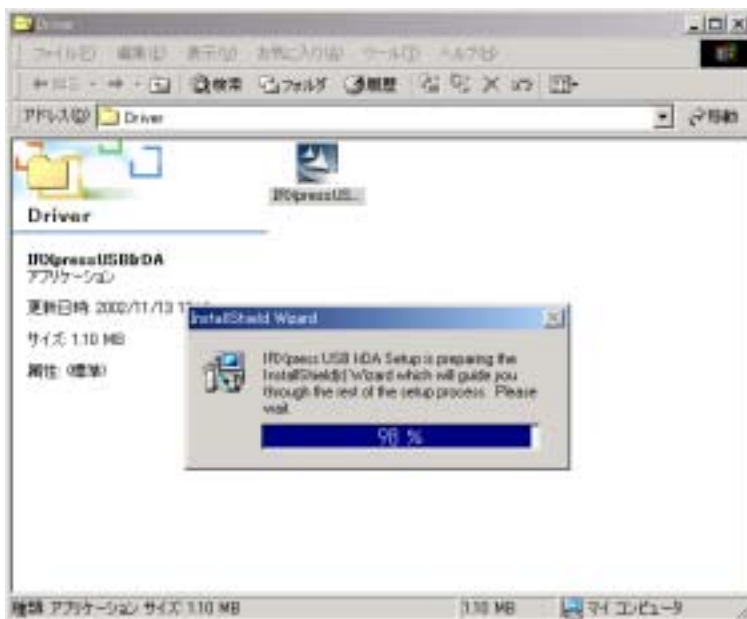 Driver
ファイル(F) 編集(E) 表示(V) お気に入り(A) ツール(T) ヘルプ(H)
検索 フォルダ 履歴
アドレス(D) Driver 移動
IRXpressUS...
Driver
IRXpressUSBIrDA
アプリケーション
更新日時: 2002/11/13
サイズ: 1.10 MB
属性: (標準)
InstallShield Wizard
IRXpress USB IrDA Setup is preparing the
InstallShield(r) Wizard which will guide you
through the rest of the setup process. Please
wait.
98 %
種類: アプリケーション サイズ: 1.10 MB 1.10 MB マイ コンピュータ